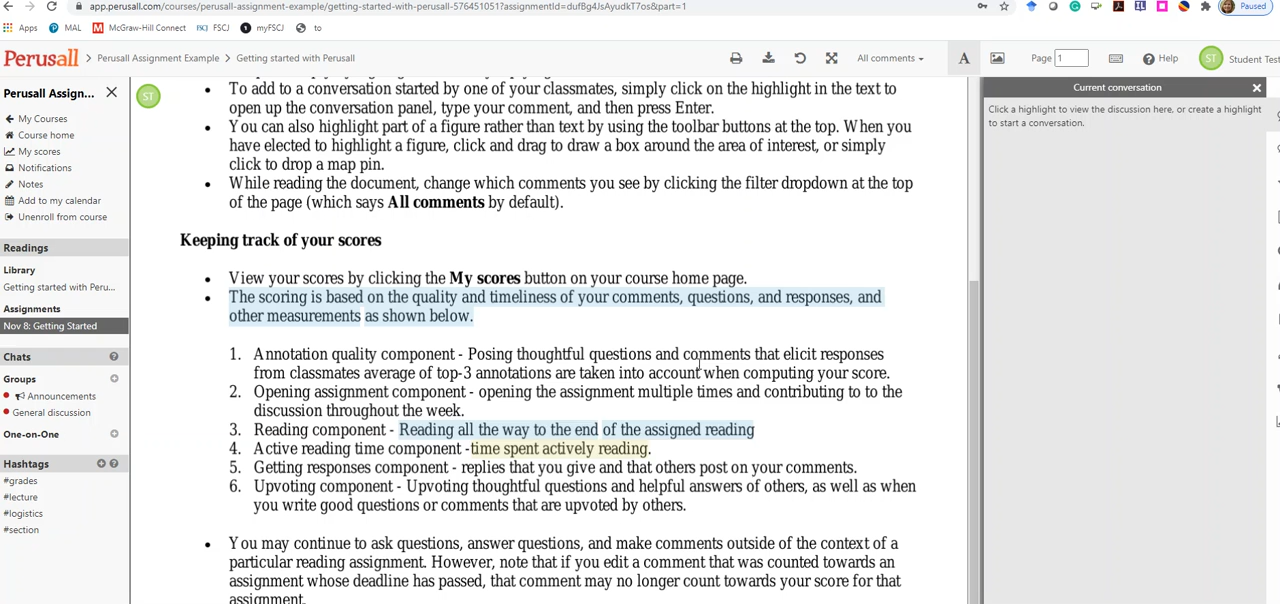 perusall.com/courses/perusall-assignment-example/getting-started-with-perusall-576451051?assignmentId=dufBg4JsAyudkT7os&part=1
Paused
Apps MAL McGraw-Hill Connect FSCJ myFSCJ to
Perusall Perusall Assignment Example Getting started with Perusall
All comments A Page 1 Help ST Student Test
Perusall Assign...
My Courses
Course home
My scores
Notifications
Notes
Add to my calendar
Unenroll from course
Readings
Library
Getting started with Peru...
Assignments
Nov 8: Getting Started
Chats
Groups
Announcements
General discussion
One-on-One
Hashtags
#grades
#lecture
#logistics
#section
ST
• To add to a conversation started by one of your classmates, simply click on the highlight in the text to
open up the conversation panel, type your comment, and then press Enter.
• You can also highlight part of a figure rather than text by using the toolbar buttons at the top. When you
have elected to highlight a figure, click and drag to draw a box around the area of interest, or simply
click to drop a map pin.
• While reading the document, change which comments you see by clicking the filter dropdown at the top
of the page (which says All comments by default).
Keeping track of your scores
• View your scores by clicking the My scores button on your course home page.
• The scoring is based on the quality and timeliness of your comments, questions, and responses, and
other measurements as shown below.
1. Annotation quality component - Posing thoughtful questions and comments that elicit responses
from classmates average of top-3 annotations are taken into account when computing your score.
2. Opening assignment component - opening the assignment multiple times and contributing to to the
discussion throughout the week.
3. Reading component - Reading all the way to the end of the assigned reading
4. Active reading time component -time spent actively reading.
5. Getting responses component - replies that you give and that others post on your comments.
6. Upvoting component - Upvoting thoughtful questions and helpful answers of others, as well as when
you write good questions or comments that are upvoted by others.
• You may continue to ask questions, answer questions, and make comments outside of the context of a
particular reading assignment. However, note that if you edit a comment that was counted towards an
assignment whose deadline has passed, that comment may no longer count towards your score for that
assignment.
Current conversation
Click a highlight to view the discussion here, or create a highlight
to start a conversation.